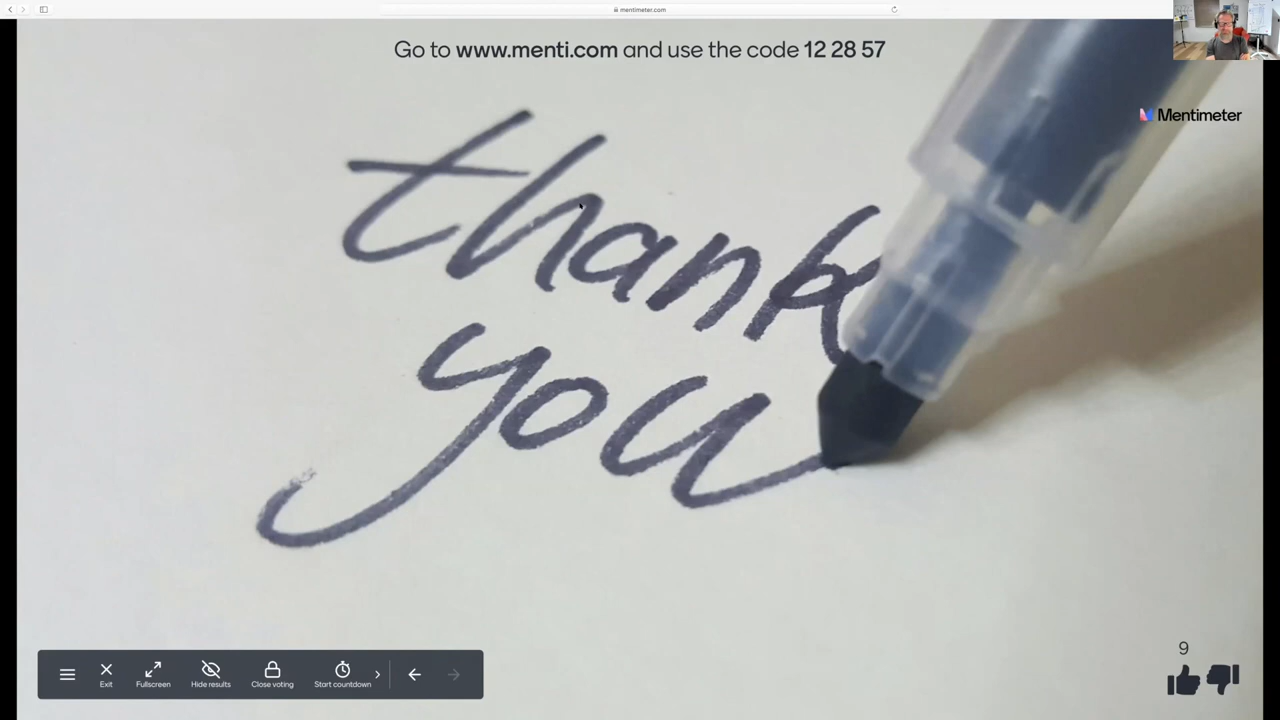 mentimeter.com
Go to www.menti.com and use the code 12 28 57
Mentimeter
thank
you
9
Exit
Fullscreen
Hide results
Close voting
Start countdown